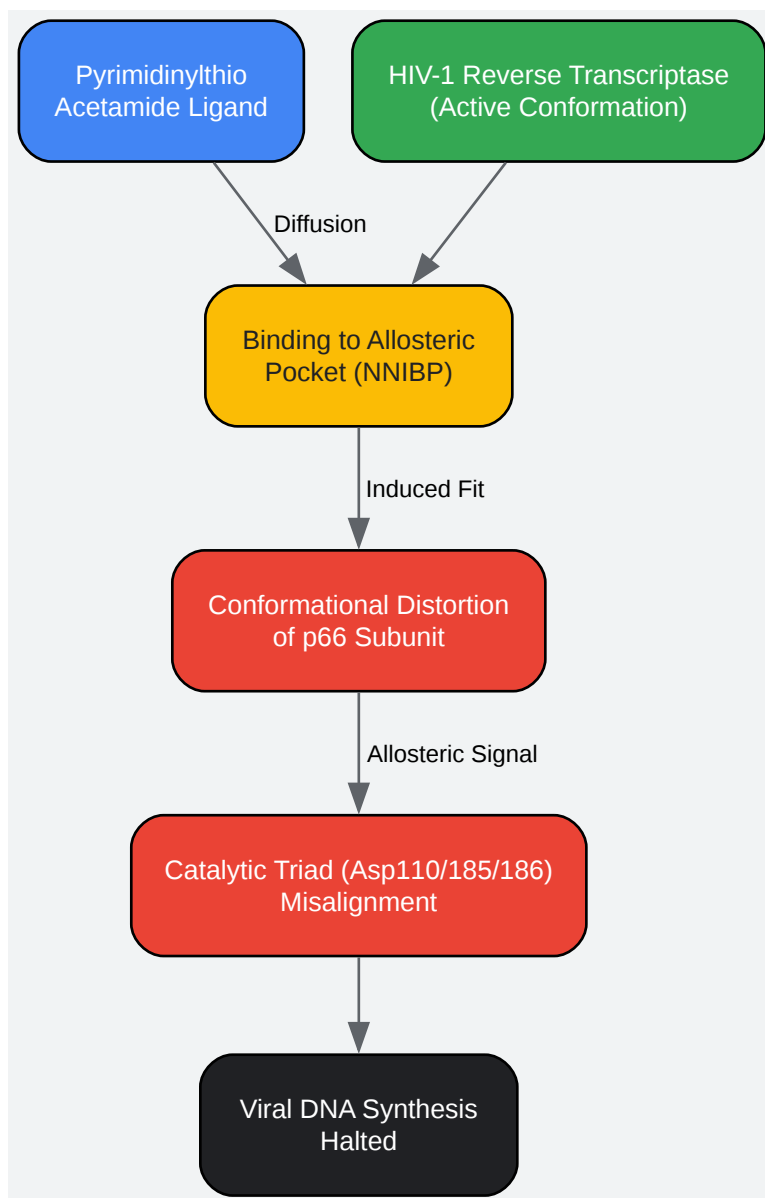 Pyrimidinylthio
Acetamide Ligand
HIV-1 Reverse Transcriptase
(Active Conformation)
Diffusion
Binding to Allosteric
Pocket (NNIBP)
Induced Fit
Conformational Distortion
of p66 Subunit
Allosteric Signal
Catalytic Triad (Asp110/185/186)
Misalignment
Viral DNA Synthesis
Halted